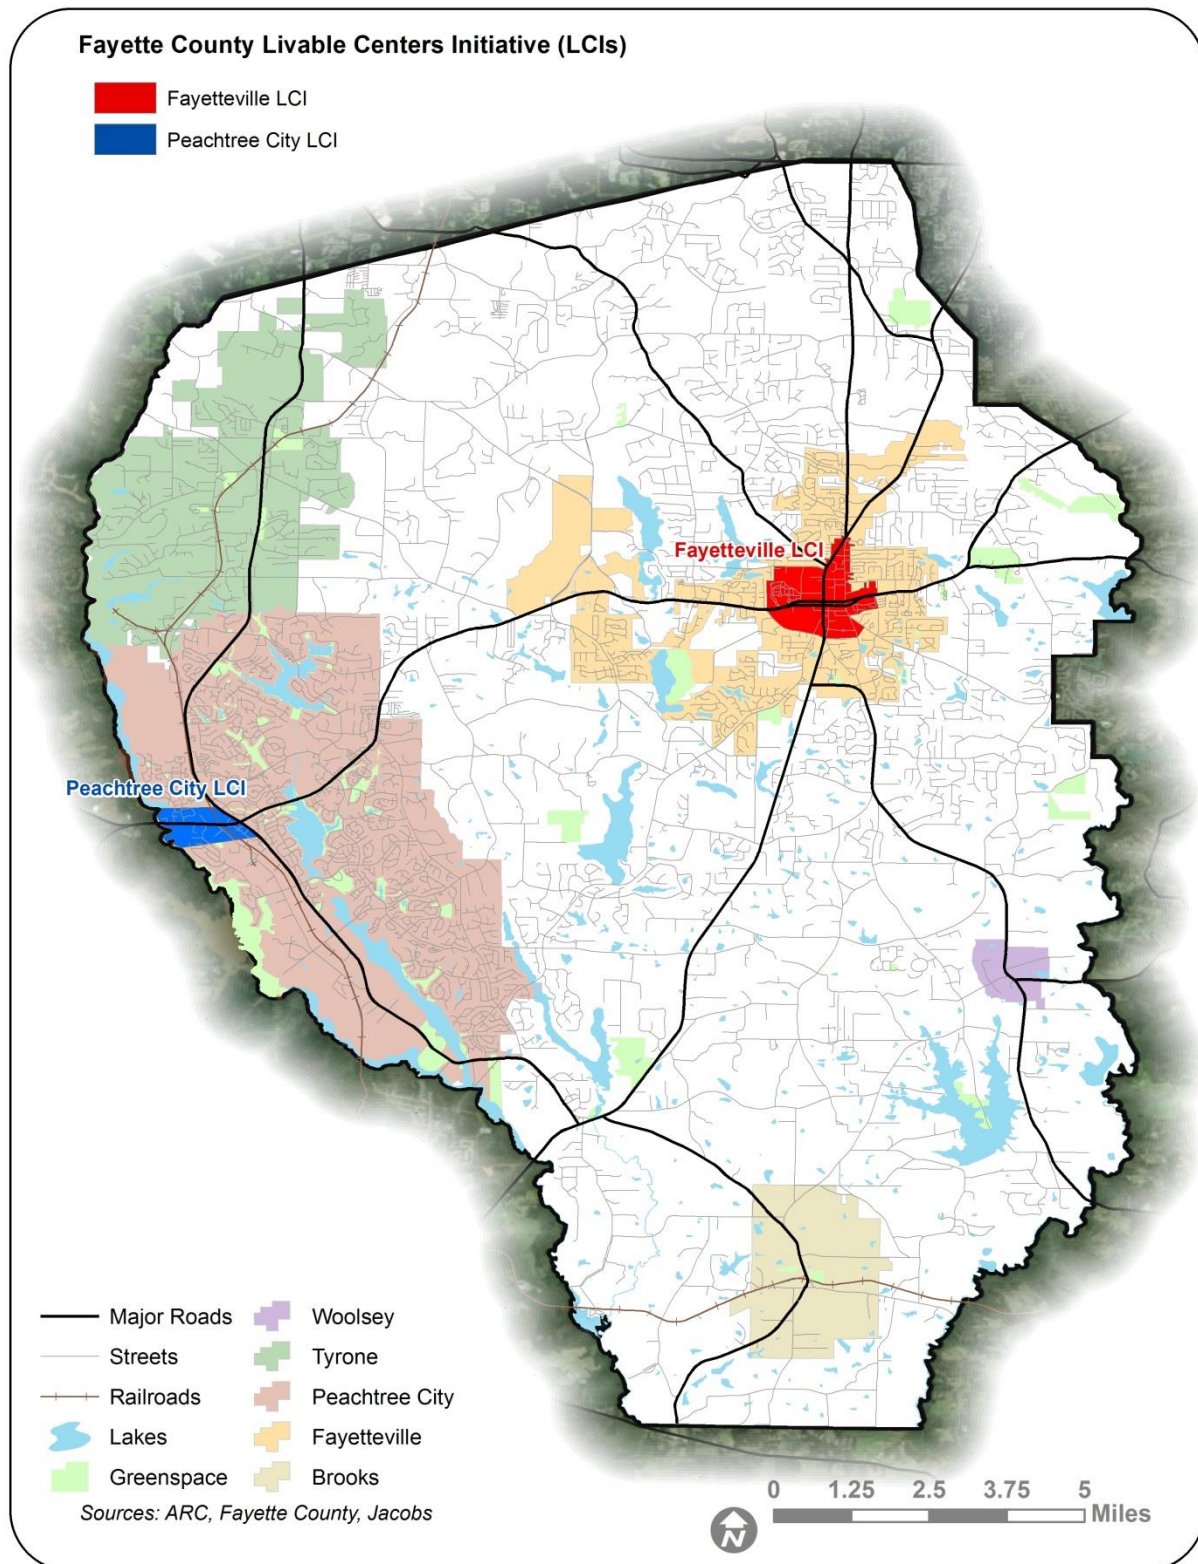 Fayette County Livable Centers Initiative (LCIs)
Fayetteville LCI
Peachtree City LCI
Fayetteville LCI
Peachtree City LCI
Major Roads
Streets
Railroads
Lakes
Greenspace
Woolsey
Tyrone
Peachtree City
Fayetteville
Brooks
Sources: ARC, Fayette County, Jacobs
N
0 1.25 2.5 3.75 5
Miles